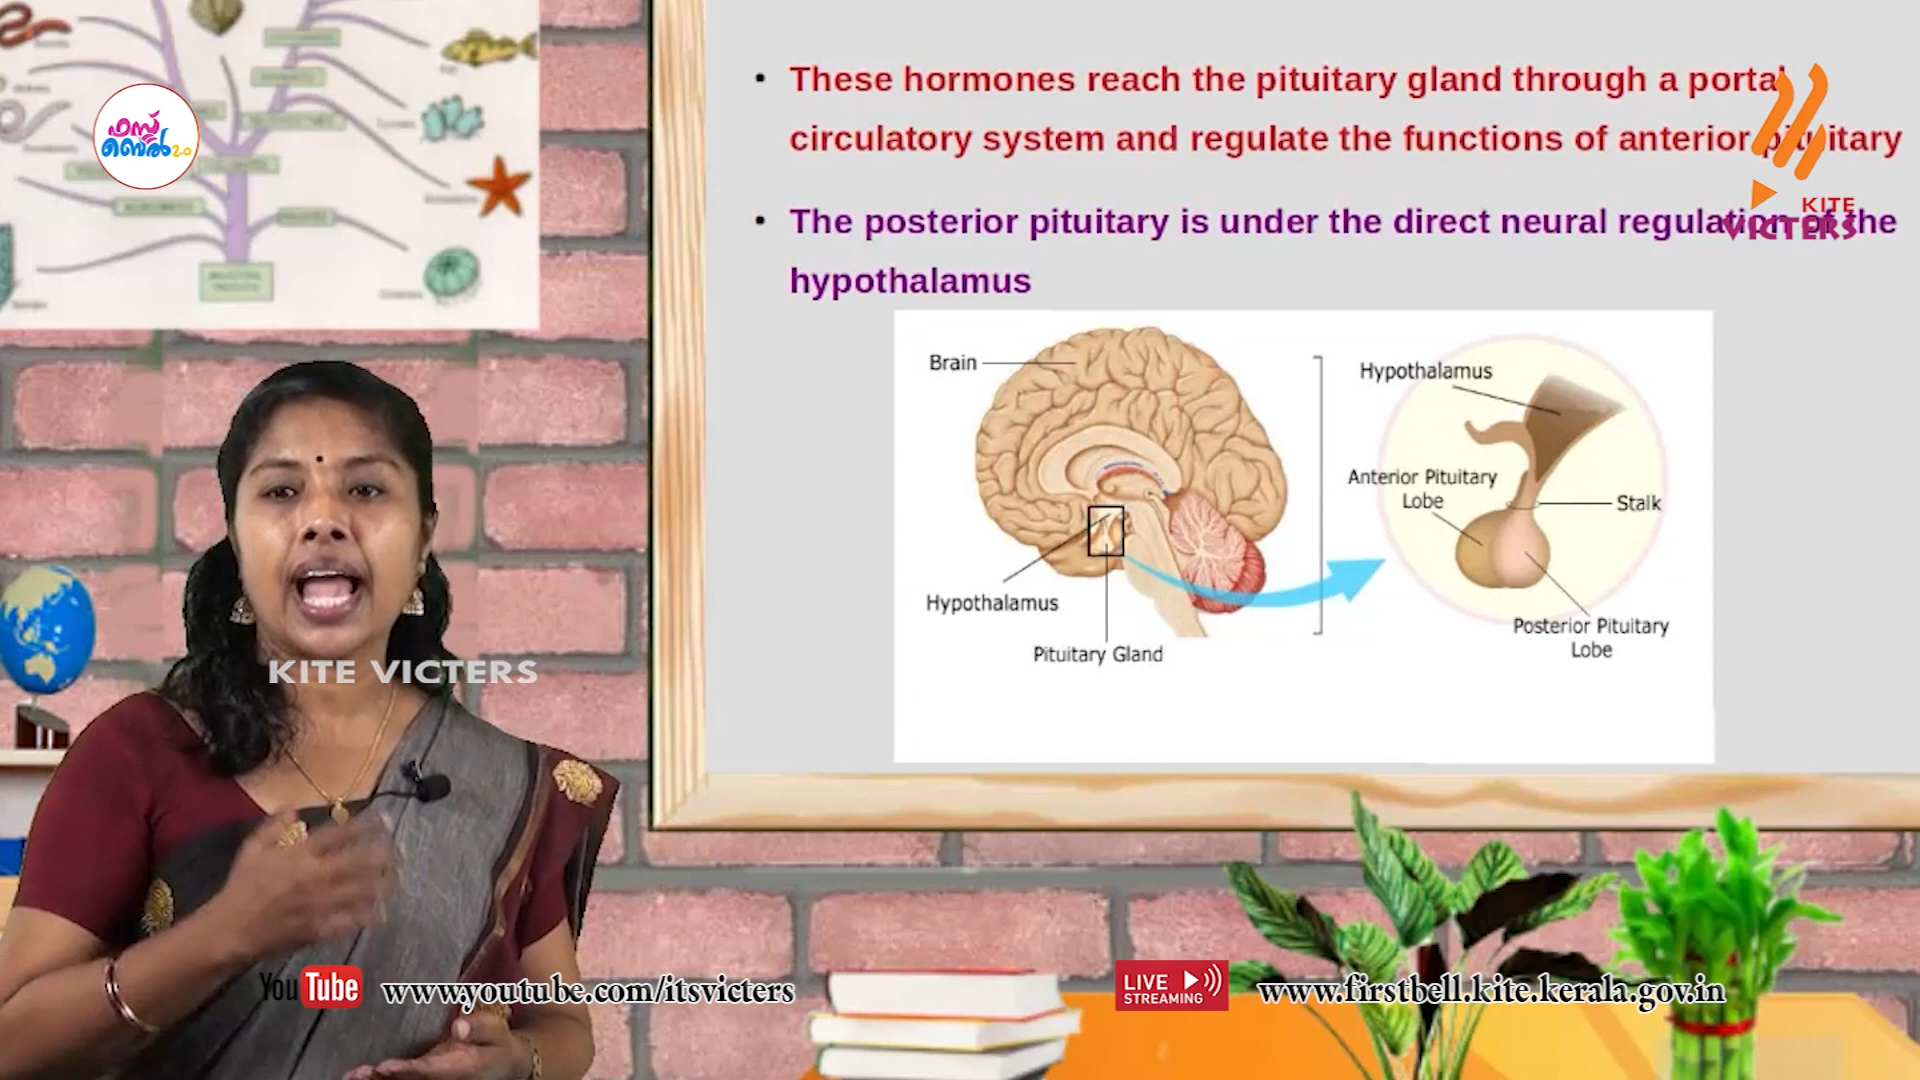 ഫസ്റ്റ്
ബെൽ 2.0
• These hormones reach the pituitary gland through a portal
circulatory system and regulate the functions of anterior pituitary
• The posterior pituitary is under the direct neural regulation of the
hypothalamus
KITE
VICTERS
Brain
Hypothalamus
Pituitary Gland
Hypothalamus
Anterior Pituitary
Lobe
Stalk
Posterior Pituitary
Lobe
KITE VICTERS
YouTube www.youtube.com/itsvicters
LIVE
STREAMING
www.firstbell.kite.kerala.gov.in